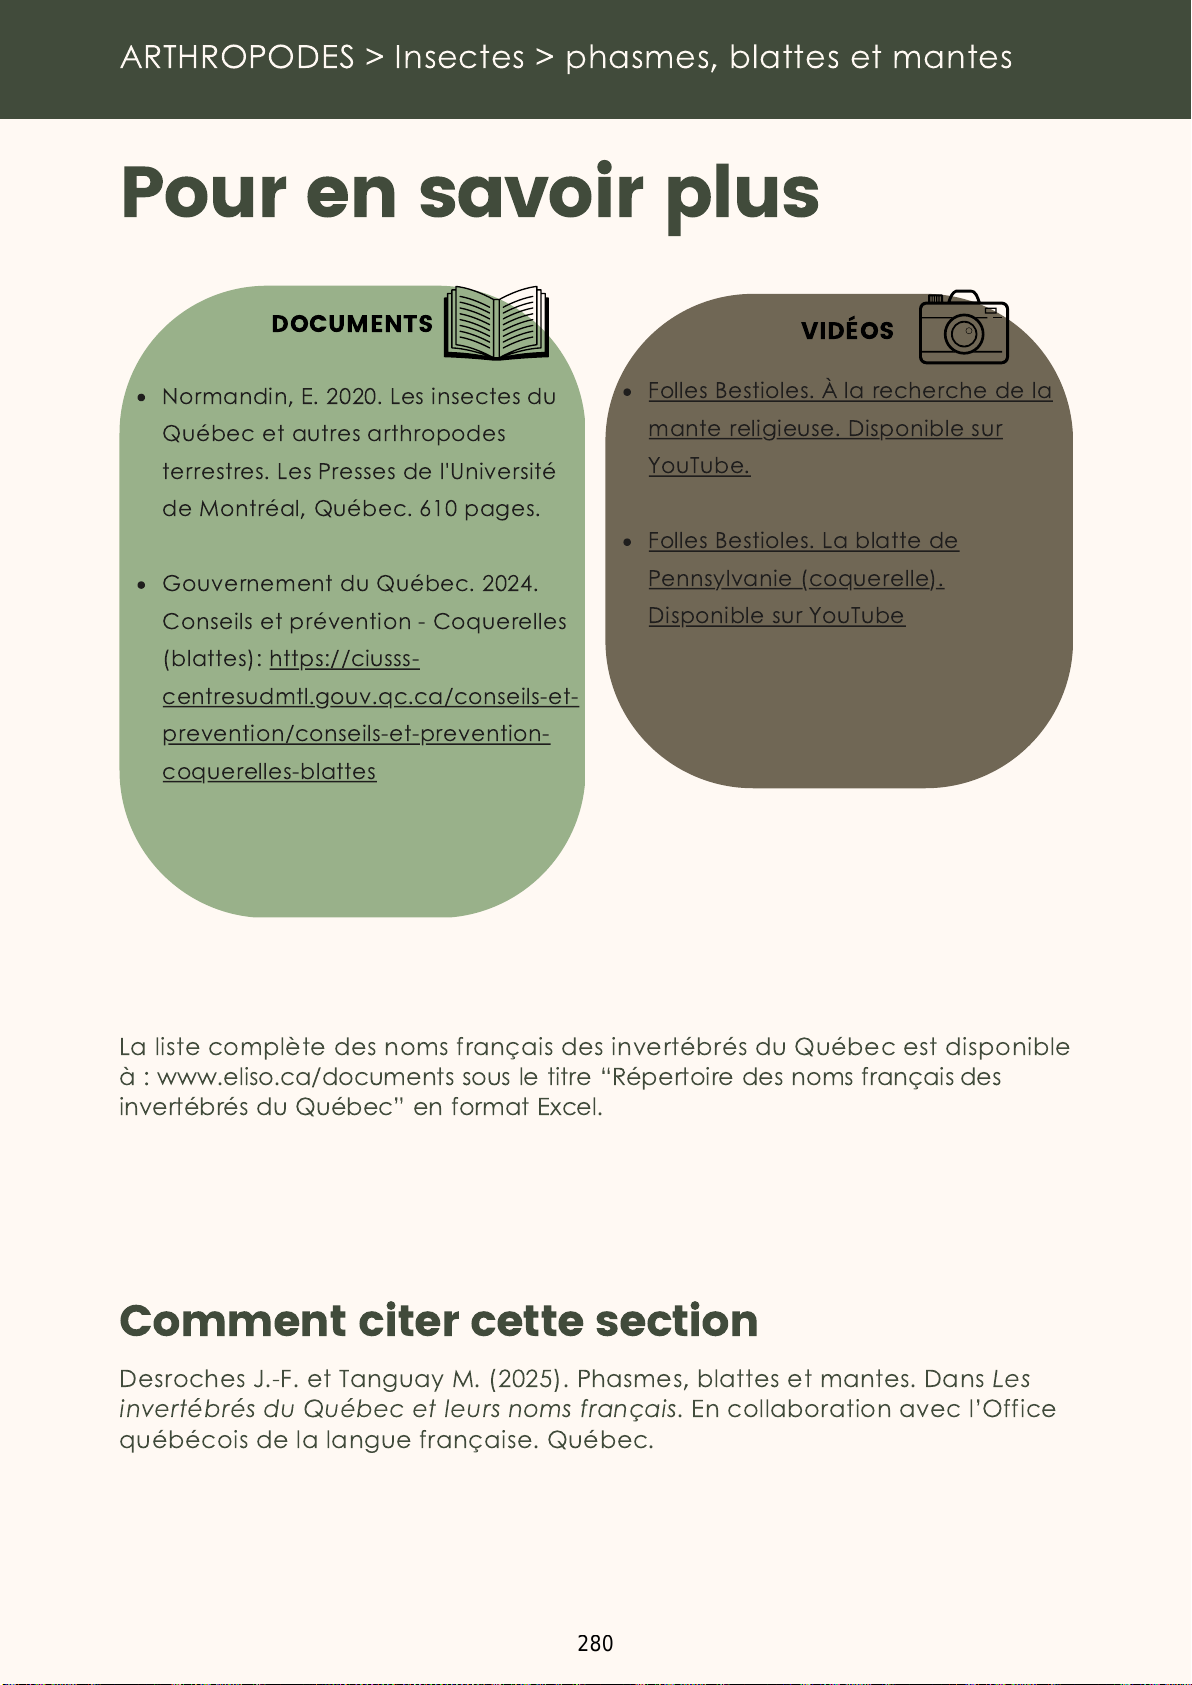 ARTHROPODES > Insectes > phasmes, blattes et mantes
Pour en savoir plus
DOCUMENTS
• Normandin, E. 2020. Les insectes du
Québec et autres arthropodes
terrestres. Les Presses de l'Université
de Montréal, Québec. 610 pages.
• Gouvernement du Québec. 2024.
Conseils et prévention - Coquerelles
(blattes): https://ciusss-
centresudmtl.gouv.qc.ca/conseils-et-
prevention/conseils-et-prevention-
coquerelles-blattes
VIDÉOS
• Folles Bestioles. À la recherche de la
mante religieuse. Disponible sur
YouTube.
• Folles Bestioles. La blatte de
Pennsylvanie (coquerelle).
Disponible sur YouTube
La liste complète des noms français des invertébrés du Québec est disponible
à : www.eliso.ca/documents sous le titre “Répertoire des noms français des
invertébrés du Québec” en format Excel.
Comment citer cette section
Desroches J.-F. et Tanguay M. (2025). Phasmes, blattes et mantes. Dans Les
invertébrés du Québec et leurs noms français. En collaboration avec l’Office
québécois de la langue française. Québec.
280